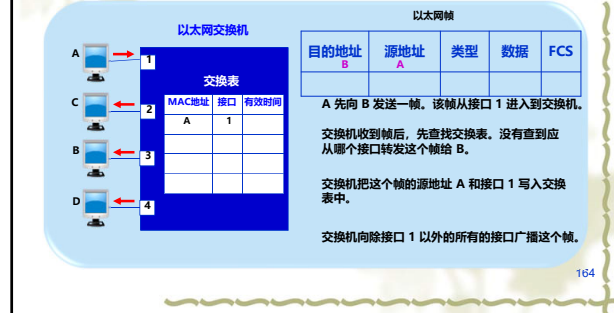 以太网交换机
A
1
C
2
B
3
D
4
交换表
MAC地址 接口 有效时间
A 1
以太网帧
目的地址 源地址 类型 数据 FCS
B A
A 先向 B 发送一帧。该帧从接口 1 进入到交换机。
交换机收到帧后，先查找交换表。没有查到应
从哪个接口转发这个帧给 B。
交换机把这个帧的源地址 A 和接口 1 写入交换
表中。
交换机向除接口 1 以外的所有的接口广播这个帧。
164